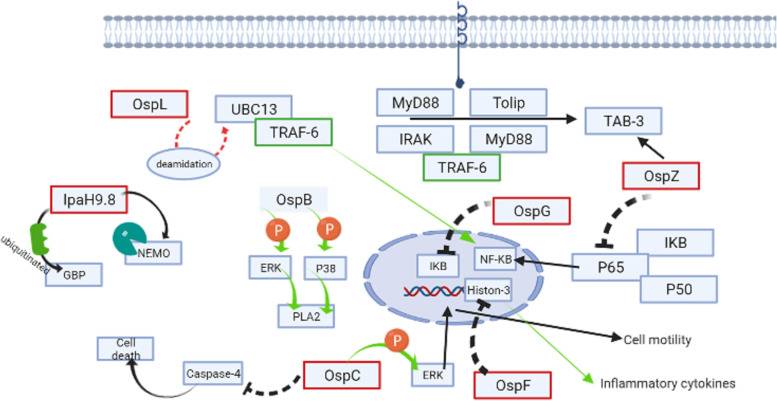 OspL
UBC13
TRAF-6
deamidation
MyD88
Tolip
IRAK
MyD88
TRAF-6
TAB-3
OspZ
IpaH9.8
ubiquitinated
GBP
NEMO
OspB
P
P
ERK
P38
PLA2
OspG
IKB
NF-KB
Histon-3
IKB
P65
P50
Cell
death
Caspase-4
OspC
P
ERK
OspF
Cell motility
Inflammatory cytokines